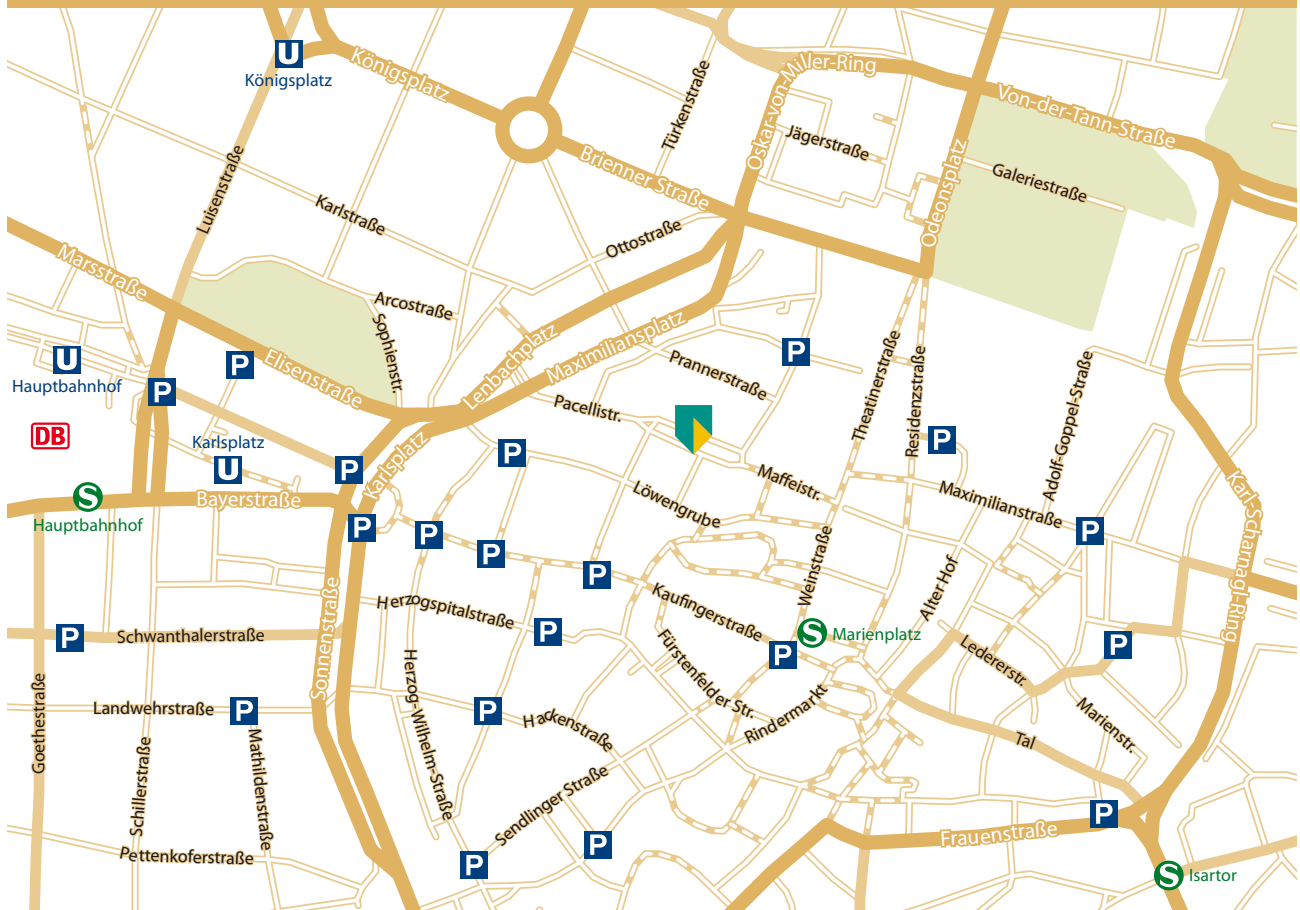 U
Königsplatz
Königsplatz
Türkenstraße
Oskar-von-Miller-Ring
Von-der-Tann-Straße
Jägerstraße
Brienner Straße
Galeriestraße
Odeonsplatz
Luisenstraße
Karlstraße
Ottostraße
Marsstraße
Arcostraße
Sophienstr.
U
Hauptbahnhof
P
P
Elisenstraße
Lenbachplatz
Maximiliansplatz
Prannerstraße
P
Theatinerstraße
Residenzstraße
Adolf-Goppel-Straße
Pacellistr.
DB
Karlsplatz
U
P
Karlsplatz
P
P
Maffeistr.
Löwengrube
Maximilianstraße
P
S
Hauptbahnhof
Bayerstraße
P
P
P
P
Weinstraße
Alter Hof
Karl-Scharnagl-Ring
Sonnenstraße
Herzogspitalstraße
P
Kaufingerstraße
P
S
Marienplatz
P
P
Schwanthalerstraße
Ledererstr.
Fürstenfelder Str.
Rindermarkt
Goethestraße
Landwehrstraße
P
Herzog-Wilhelm-Straße
P
Hackenstraße
Marienstr.
Tal
Schillerstraße
Mathildenstraße
Sendlinger Straße
P
P
P
Frauenstraße
Pettenkoferstraße
S
Isartor